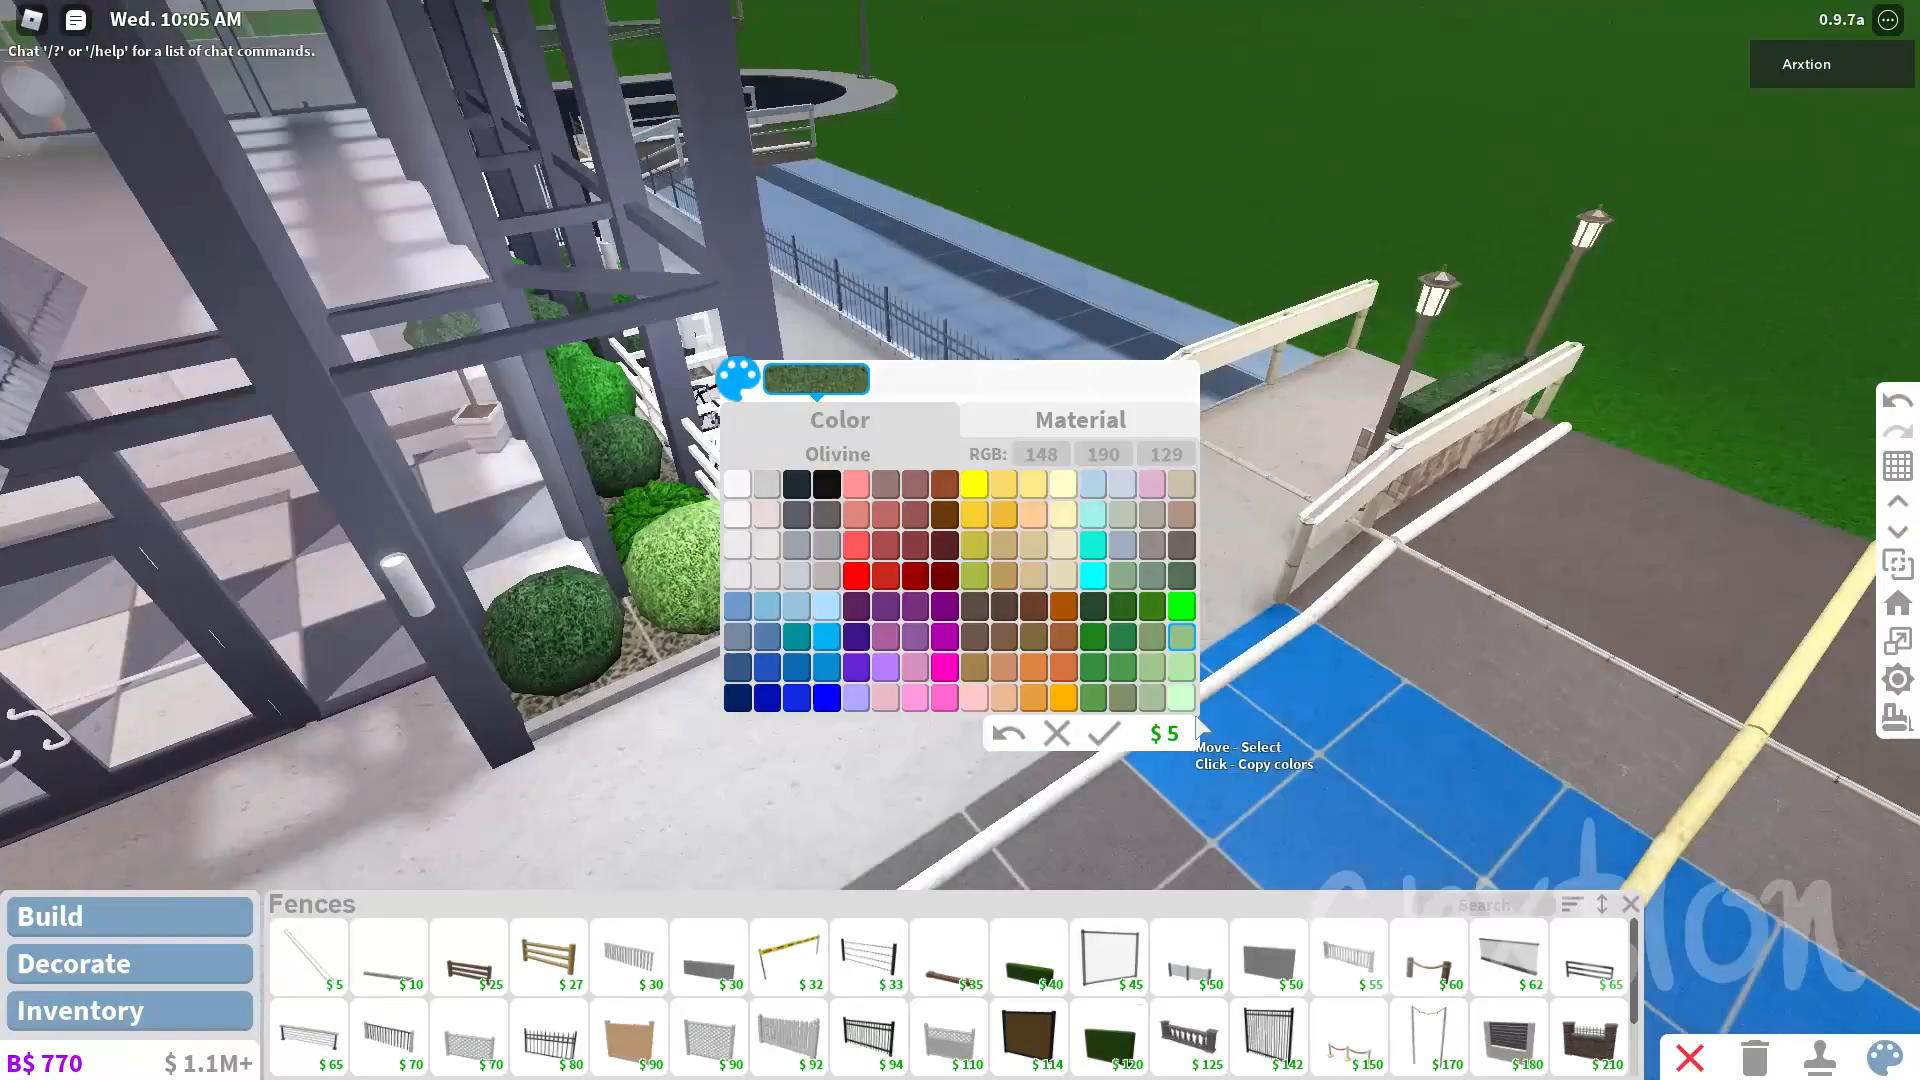 Wed. 10:05 AM
0.9.7a
Chat '/?' or '/help' for a list of chat commands.
Arxtion
Color
Material
Olivine
RGB: 148 190 129
$ 5
Move - Select
Click - Copy colors
Build
Decorate
Inventory
B$ 770
$ 1.1M+
Fences
Search
$ 5 $ 10 $ 25 $ 27 $ 30 $ 30 $ 32 $ 33 $ 35 $ 40 $ 45 $ 50 $ 50 $ 55 $ 60 $ 62 $ 65
$ 65 $ 70 $ 70 $ 80 $ 90 $ 90 $ 92 $ 94 $ 110 $ 114 $ 120 $ 125 $ 142 $ 150 $ 170 $ 180 $ 210